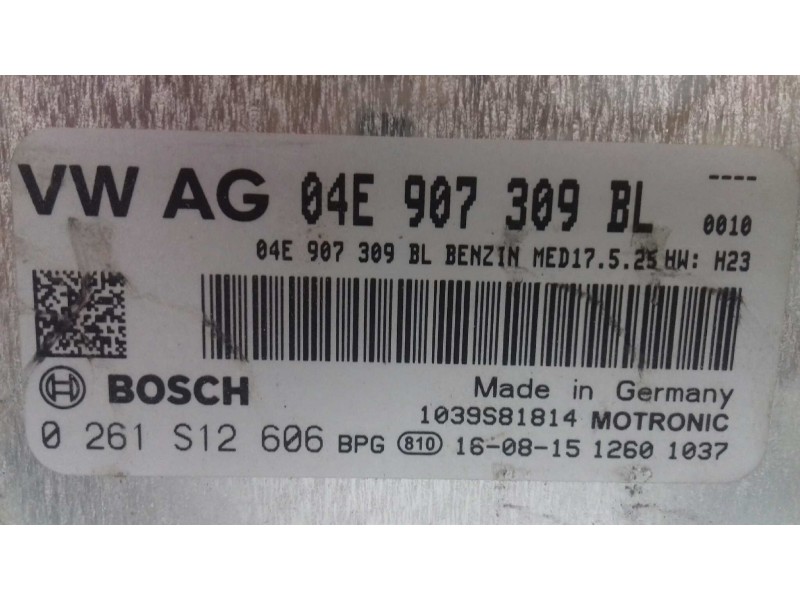 VW AG 04E 907 309 BL ----
0010
04E 907 309 BL BENZIN MED17.5.25 HW: H23
BOSCH Made in Germany
1039S81814 MOTRONIC
0 261 S12 606 BPG 810 16-08-15 1260 1037